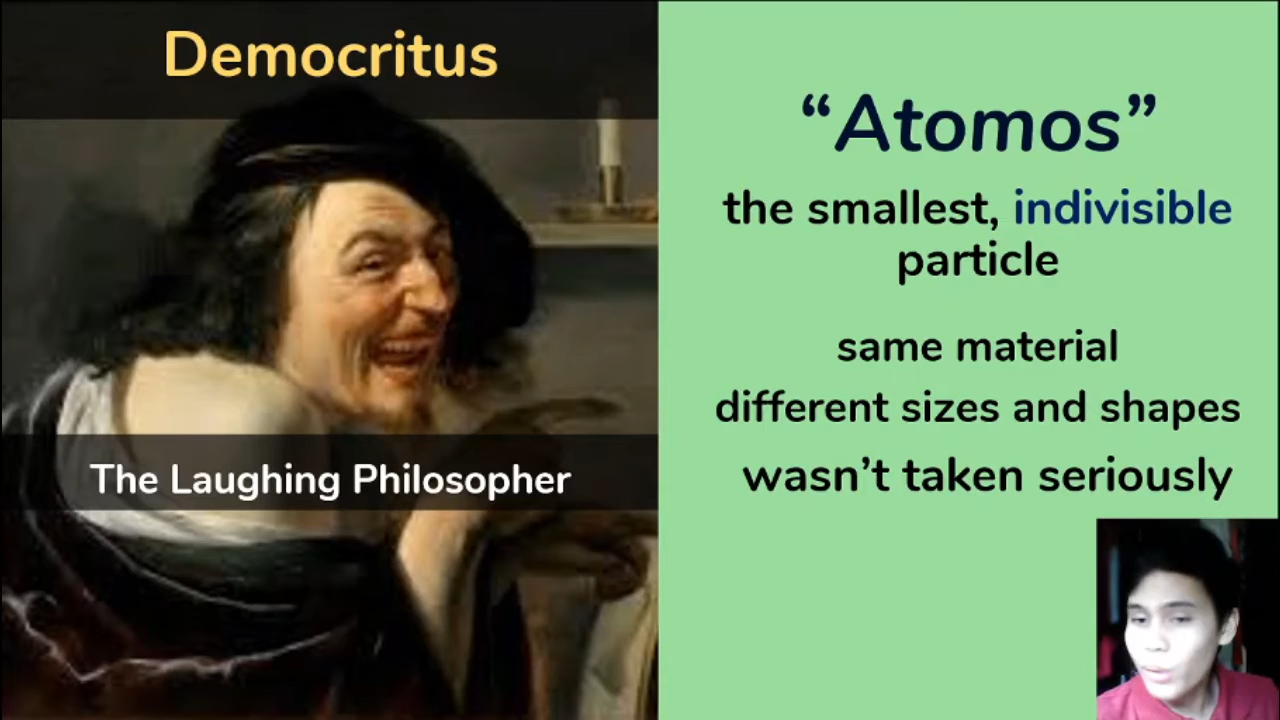 Democritus
The Laughing Philosopher
“Atomos”
the smallest, indivisible
particle
same material
different sizes and shapes
wasn’t taken seriously